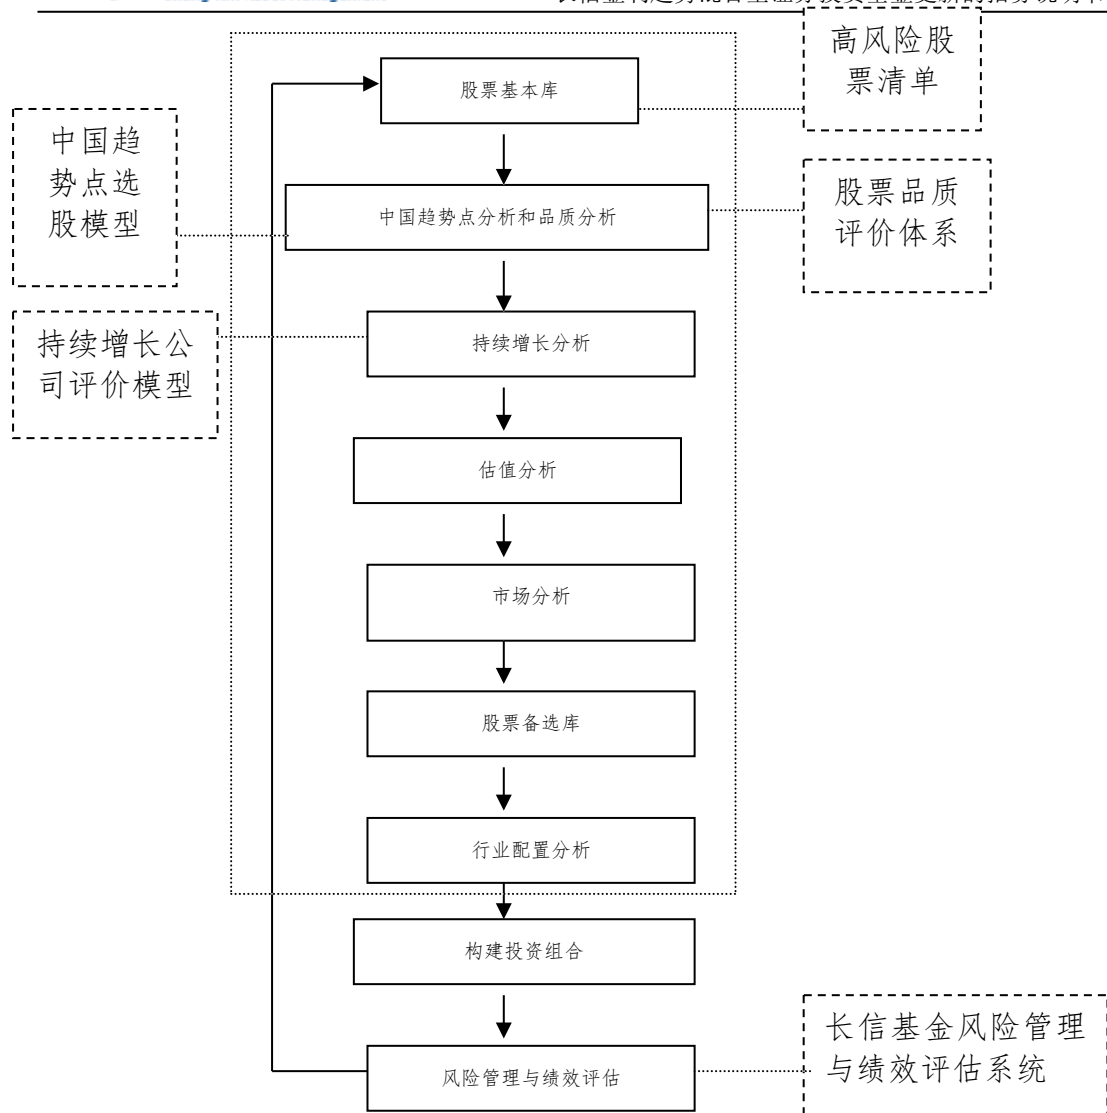 高风险股
票清单
股票基本库
中国趋
势点选
股模型
中国趋势点分析和品质分析
股票品质
评价体系
持续增长公
司评价模型
持续增长分析
估值分析
市场分析
股票备选库
行业配置分析
构建投资组合
长信基金风险管理
与绩效评估系统
风险管理与绩效评估